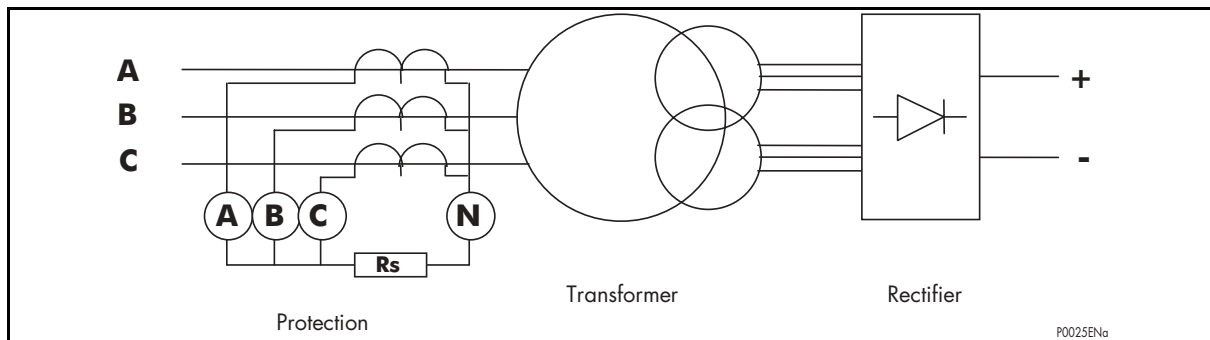 A
B
C
A B C N
Rs
+
-
Transformer
Rectifier
Protection
P0025ENa